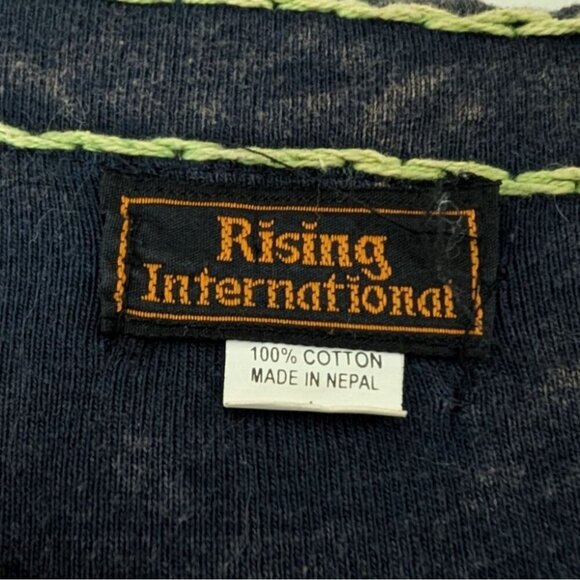 Rising
International
100% COTTON
MADE IN NEPAL